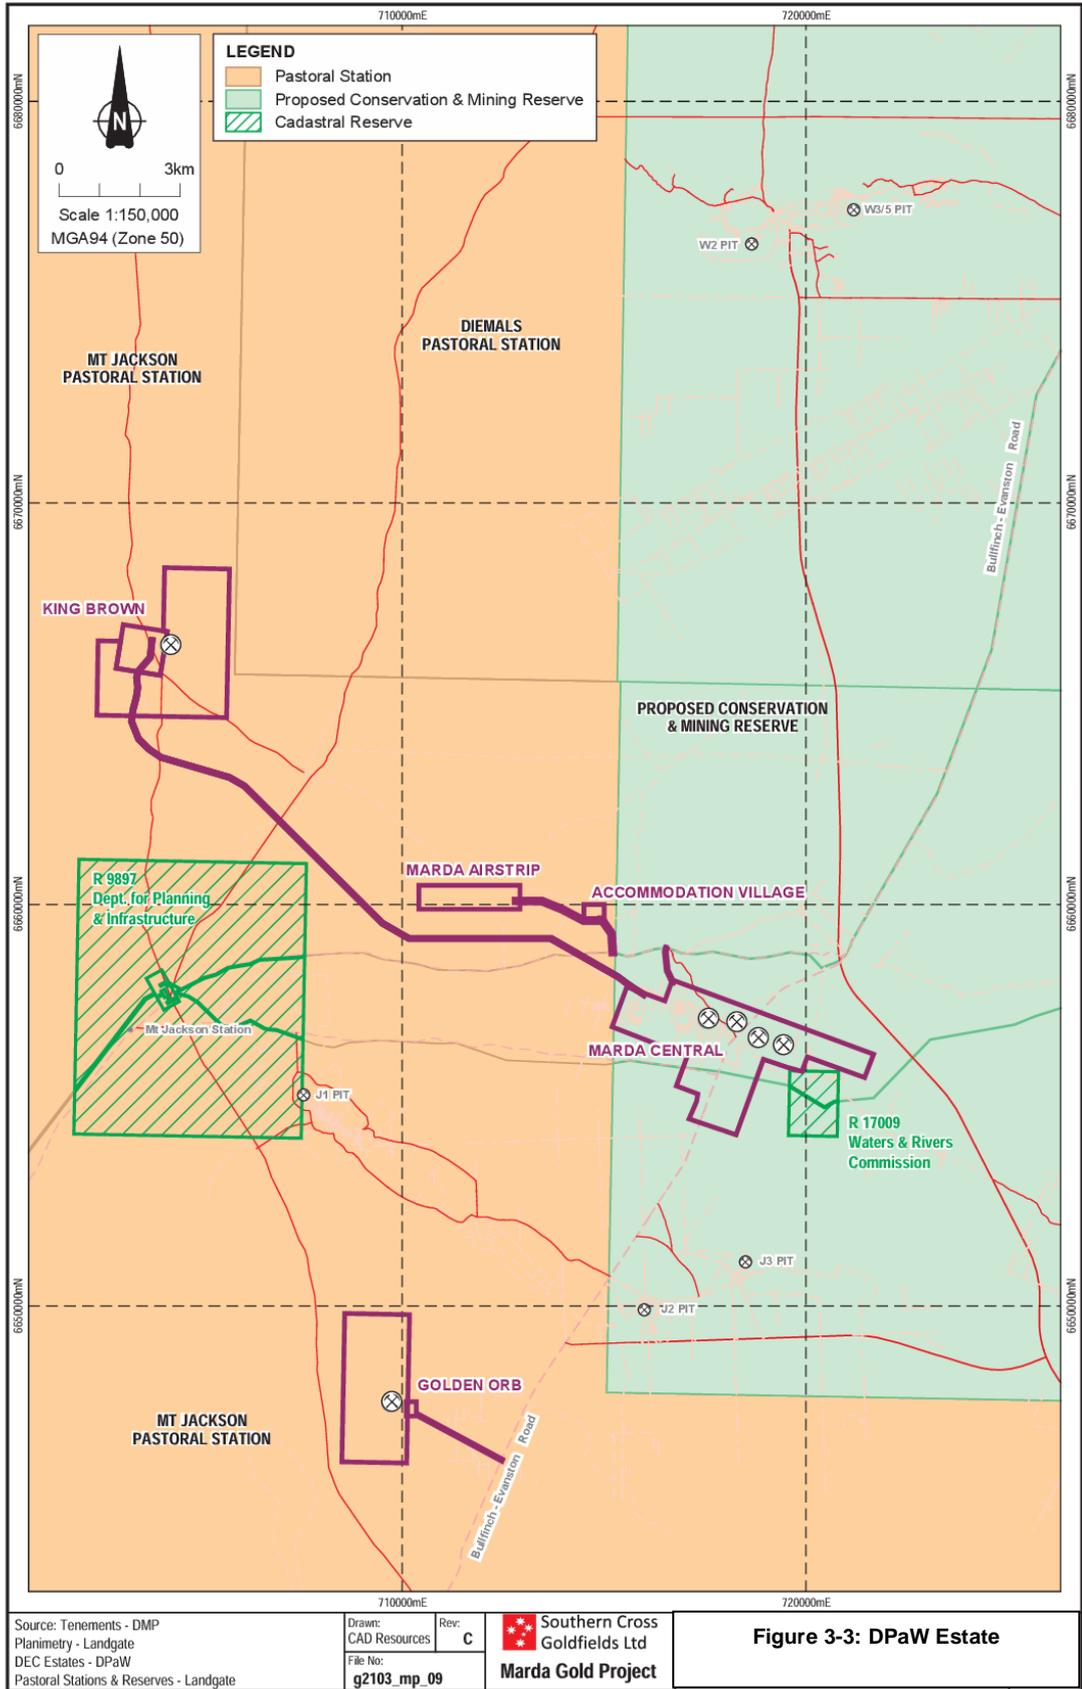 710000mE
720000mE
6680000mN
6680000mN
N
0 3km
Scale 1:150,000
MGA94 (Zone 50)
LEGEND
Pastoral Station
Proposed Conservation & Mining Reserve
Cadastral Reserve
W3/5 PIT
W2 PIT
MT JACKSON
PASTORAL STATION
DIEMALS
PASTORAL STATION
Bullfinch - Evanston Road
6670000mN
6670000mN
KING BROWN
PROPOSED CONSERVATION
& MINING RESERVE
MARDA AIRSTRIP
ACCOMMODATION VILLAGE
R 9897
Dept. for Planning
& Infrastructure
6660000mN
6660000mN
Mt Jackson Station
MARDA CENTRAL
J1 PIT
R 17009
Waters & Rivers
Commission
J3 PIT
J2 PIT
6650000mN
6650000mN
GOLDEN ORB
MT JACKSON
PASTORAL STATION
Bullfinch - Evanston Road
710000mE
720000mE
Source: Tenements - DMP
Planimetry - Landgate
DEC Estates - DPaW
Pastoral Stations & Reserves - Landgate
Drawn:
CAD Resources
Rev:
C
File No:
g2103_mp_09
Southern Cross
Goldfields Ltd
Marda Gold Project
Figure 3-3: DPaW Estate